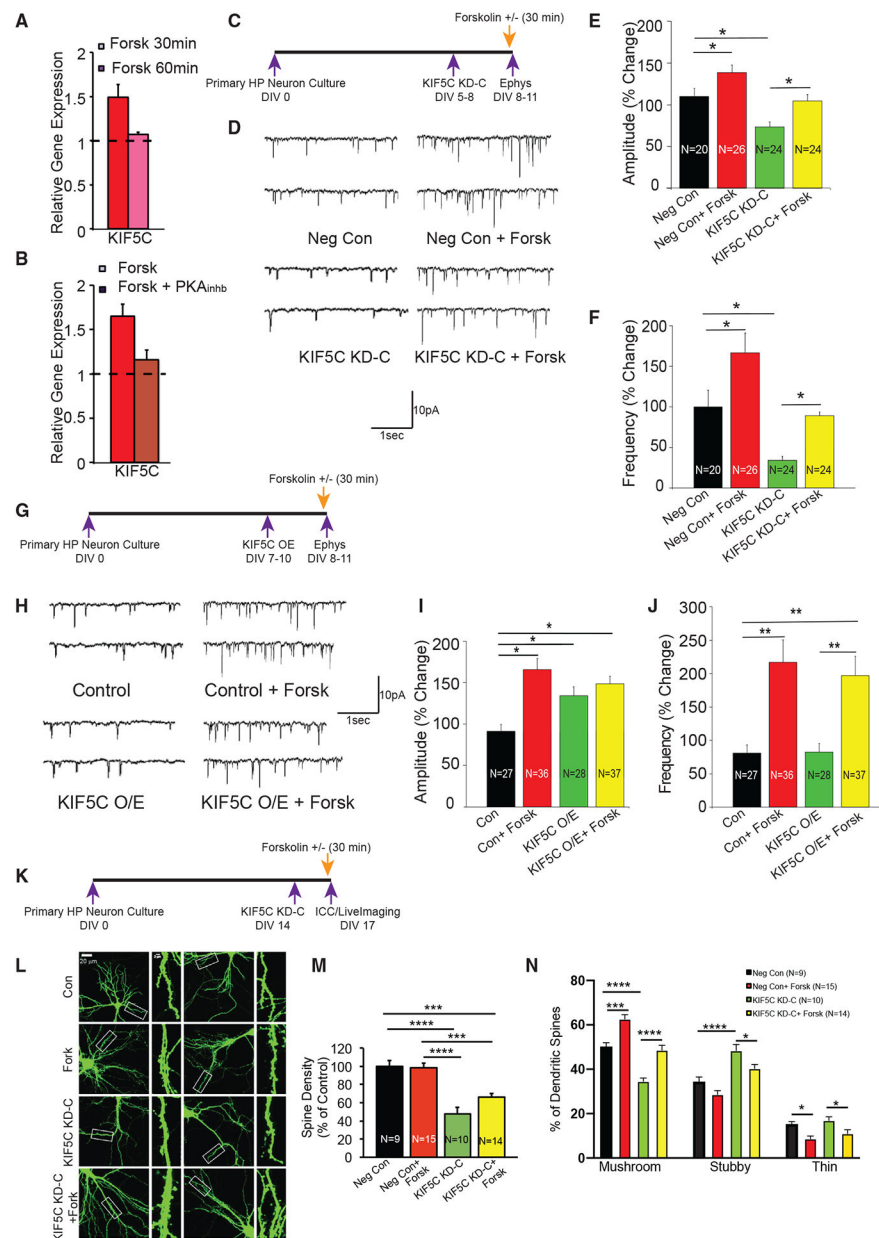 A
Forsk 30min
Forsk 60min
Relative Gene Expression
2
1.5
1
0.5
1
KIF5C
B
Forsk
Forsk + PKAinhb
Relative Gene Expression
2
1.5
1
0.5
1
KIF5C
C
Forskolin +/- (30 min)
Primary HP Neuron Culture
DIV 0
KIF5C KD-C
DIV 5-8
Ephys
DIV 8-11
D
Neg Con
Neg Con + Forsk
KIF5C KD-C
KIF5C KD-C + Forsk
10pA
1sec
E
Amplitude (% Change)
200
150
100
50
0
*
*
*
N=20
N=26
N=24
N=24
Neg Con
Neg Con+ Forsk
KIF5C KD-C
KIF5C KD-C+ Forsk
F
Frequency (% Change)
200
150
100
50
0
*
*
*
N=20
N=26
N=24
N=24
Neg Con
Neg Con+ Forsk
KIF5C KD-C
KIF5C KD-C+ Forsk
G
Forskolin +/- (30 min)
Primary HP Neuron Culture
DIV 0
KIF5C OE
DIV 7-10
Ephys
DIV 8-11
H
Control
Control + Forsk
KIF5C O/E
KIF5C O/E + Forsk
10pA
1sec
I
Amplitude (% Change)
200
150
100
50
0
*
*
*
N=27
N=36
N=28
N=37
Con
Con+ Forsk
KIF5C O/E
KIF5C O/E+ Forsk
J
Frequency (% Change)
300
250
200
150
100
50
0
**
**
**
N=27
N=36
N=28
N=37
Con
Con+ Forsk
KIF5C O/E
KIF5C O/E+ Forsk
K
Forskolin +/- (30 min)
Primary HP Neuron Culture
DIV 0
KIF5C KD-C
DIV 14
ICC/LiveImaging
DIV 17
L
20 µm
Con
Fork
KIF5C KD-C
KIF5C KD-C
+Fork
M
Spine Density
(% of Control)
120
100
80
60
40
20
0
***
****
***
****
N=9
N=15
N=10
N=14
Neg Con
Neg Con+
Forsk
KIF5C KD-C
KIF5C KD-C+
Forsk
N
Neg Con (N=9)
Neg Con+ Forsk (N=15)
KIF5C KD-C (N=10)
KIF5C KD-C+ Forsk (N=14)
% of Dendritic Spines
80
60
40
20
0
****
***
****
****
*
*
*
Mushroom
Stubby
Thin